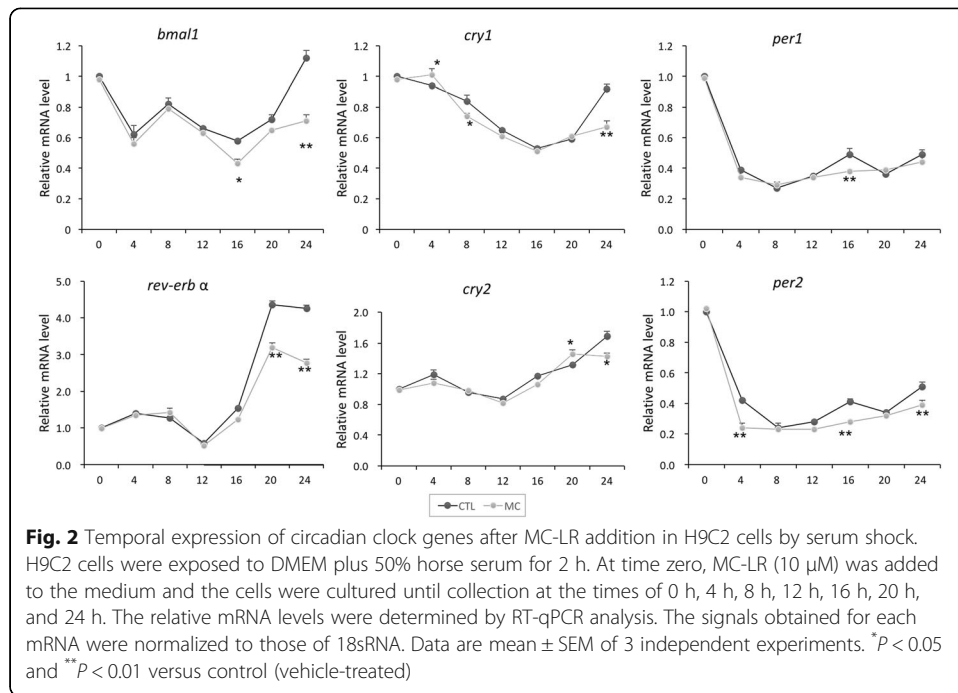 bmal1
1.2
1
0.8
0.6
0.4
0.2
0
Relative mRNA level
0 4 8 12 16 20 24
*
**
cry1
1.2
1
0.8
0.6
0.4
0.2
0
Relative mRNA level
0 4 8 12 16 20 24
*
*
**
per1
1.2
1.0
0.8
0.6
0.4
0.2
0.0
Relative mRNA level
0 4 8 12 16 20 24
**
rev-erb α
5.0
4.0
3.0
2.0
1.0
0.0
Relative mRNA level
0 4 8 12 16 20 24
**
**
cry2
2.0
1.6
1.2
0.8
0.4
0.0
Relative mRNA level
0 4 8 12 16 20 24
*
*
per2
1.2
1.0
0.8
0.6
0.4
0.2
0.0
Relative mRNA level
0 4 8 12 16 20 24
**
**
**
CTL MC
Fig. 2 Temporal expression of circadian clock genes after MC-LR addition in H9C2 cells by serum shock.
H9C2 cells were exposed to DMEM plus 50% horse serum for 2 h. At time zero, MC-LR (10 μM) was added
to the medium and the cells were cultured until collection at the times of 0 h, 4 h, 8 h, 12 h, 16 h, 20 h,
and 24 h. The relative mRNA levels were determined by RT-qPCR analysis. The signals obtained for each
mRNA were normalized to those of 18sRNA. Data are mean ± SEM of 3 independent experiments. *P < 0.05
and **P < 0.01 versus control (vehicle-treated)